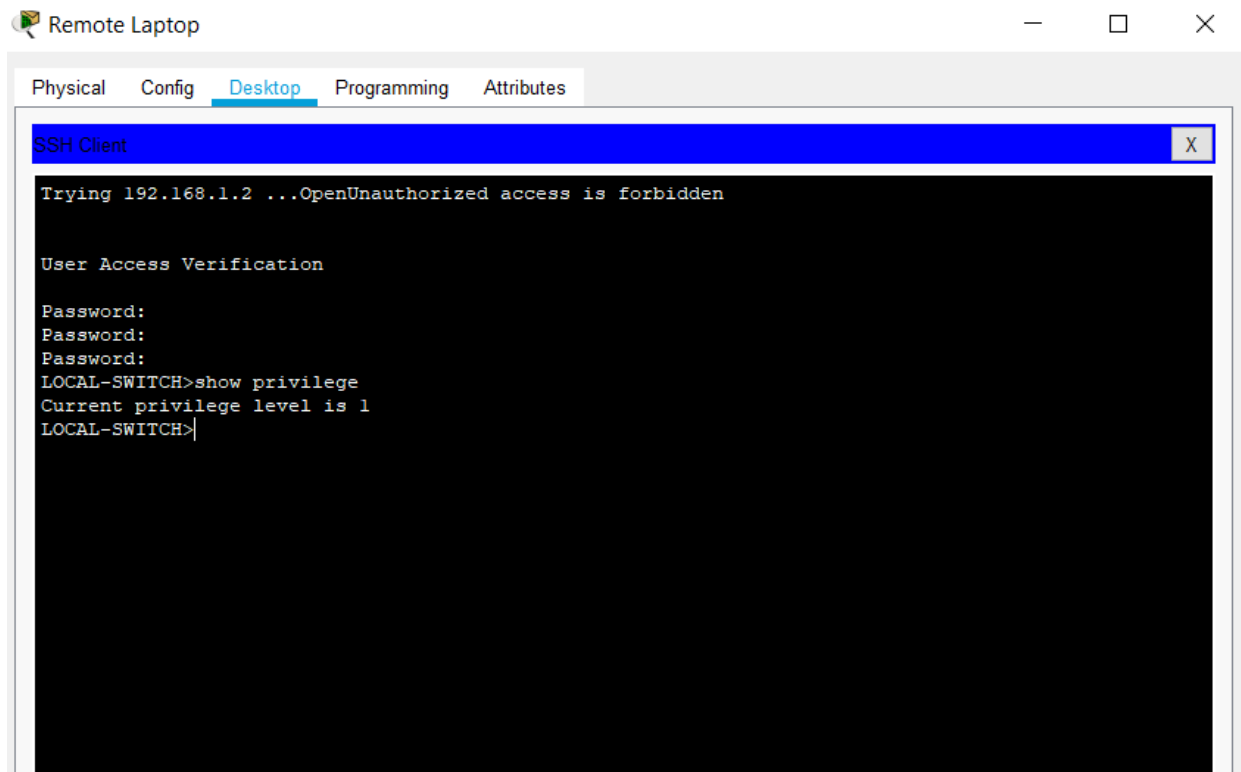 Remote Laptop
Physical Config Desktop Programming Attributes
SSH Client X
Trying 192.168.1.2 ...OpenUnauthorized access is forbidden
User Access Verification
Password:
Password:
Password:
LOCAL-SWITCH>show privilege
Current privilege level is 1
LOCAL-SWITCH>